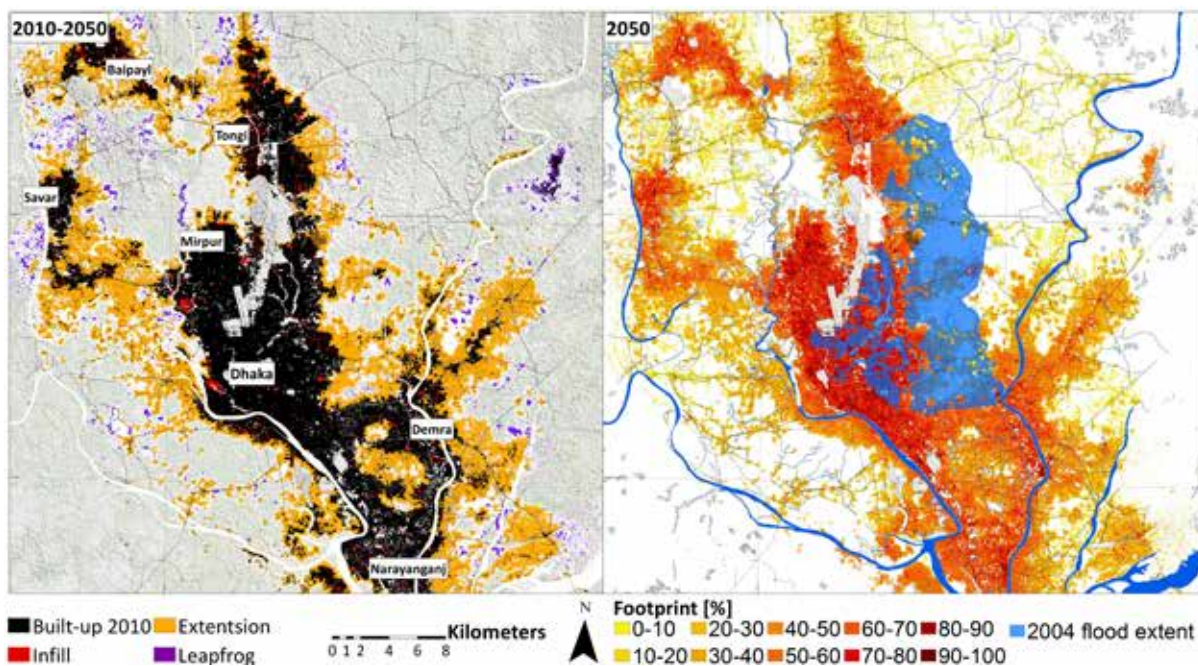 2010-2050
Baipayl
Tongi
Savar
Mirpur
Dhaka
Demra
Narayanganj
2050
Built-up 2010
Extentsion
Infill
Leapfrog
0 1 2 4 6 8
Kilometers
N
Footprint [%]
0-10 20-30 40-50 60-70 80-90 2004 flood extent
10-20 30-40 50-60 70-80 90-100